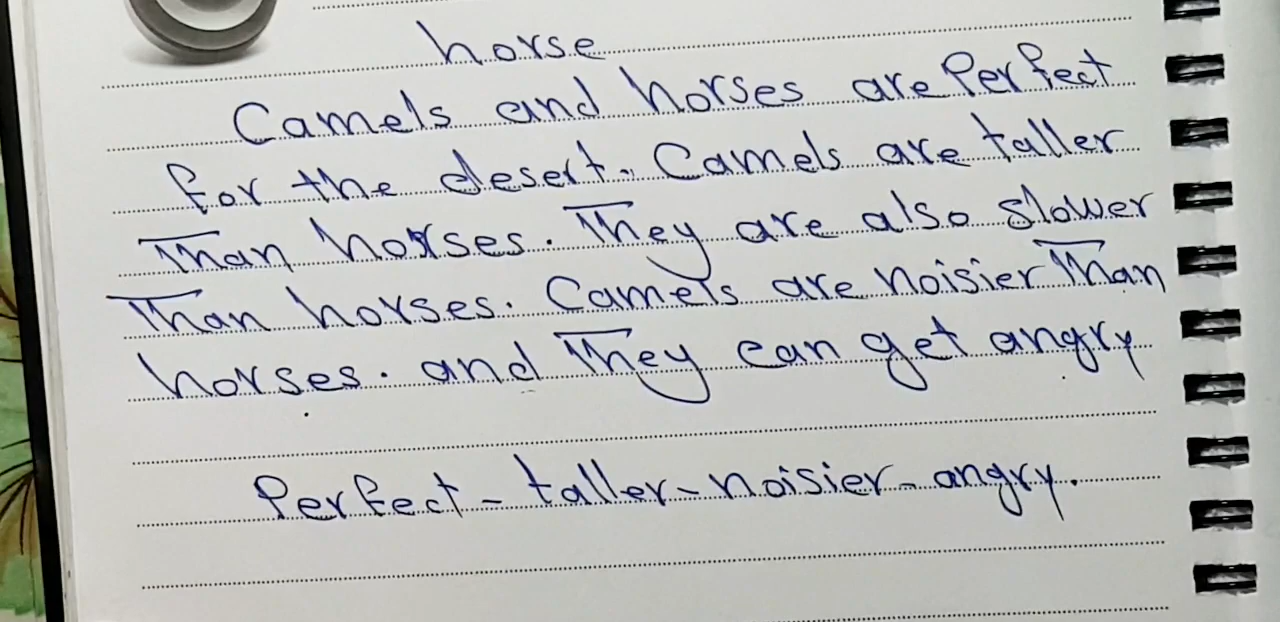 horse
Camels and horses are Perfect
for the desert. Camels are taller
Than horses. They are also slower
Than horses. Camels are noisier Than
horses. and They can get angry
Perfect - taller - noisier - angry.